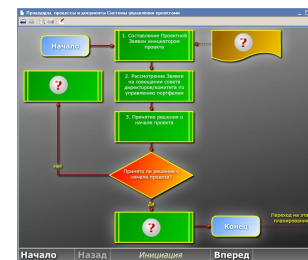 Процедуры, процессы и документы Системы управления проектами
Начало
1. Составление Проектной
Заявки инициатором
проекта
?
?
2. Рассмотрение Заявки
на совещании совета
директоров/комитета по
управлению портфелем
3. Принятие решения о
начале проекта
Нет
Принято ли решение о
начале проекта?
Да
?
Конец
Переход на эта
планирования
Начало
Назад
Инициация
Вперед